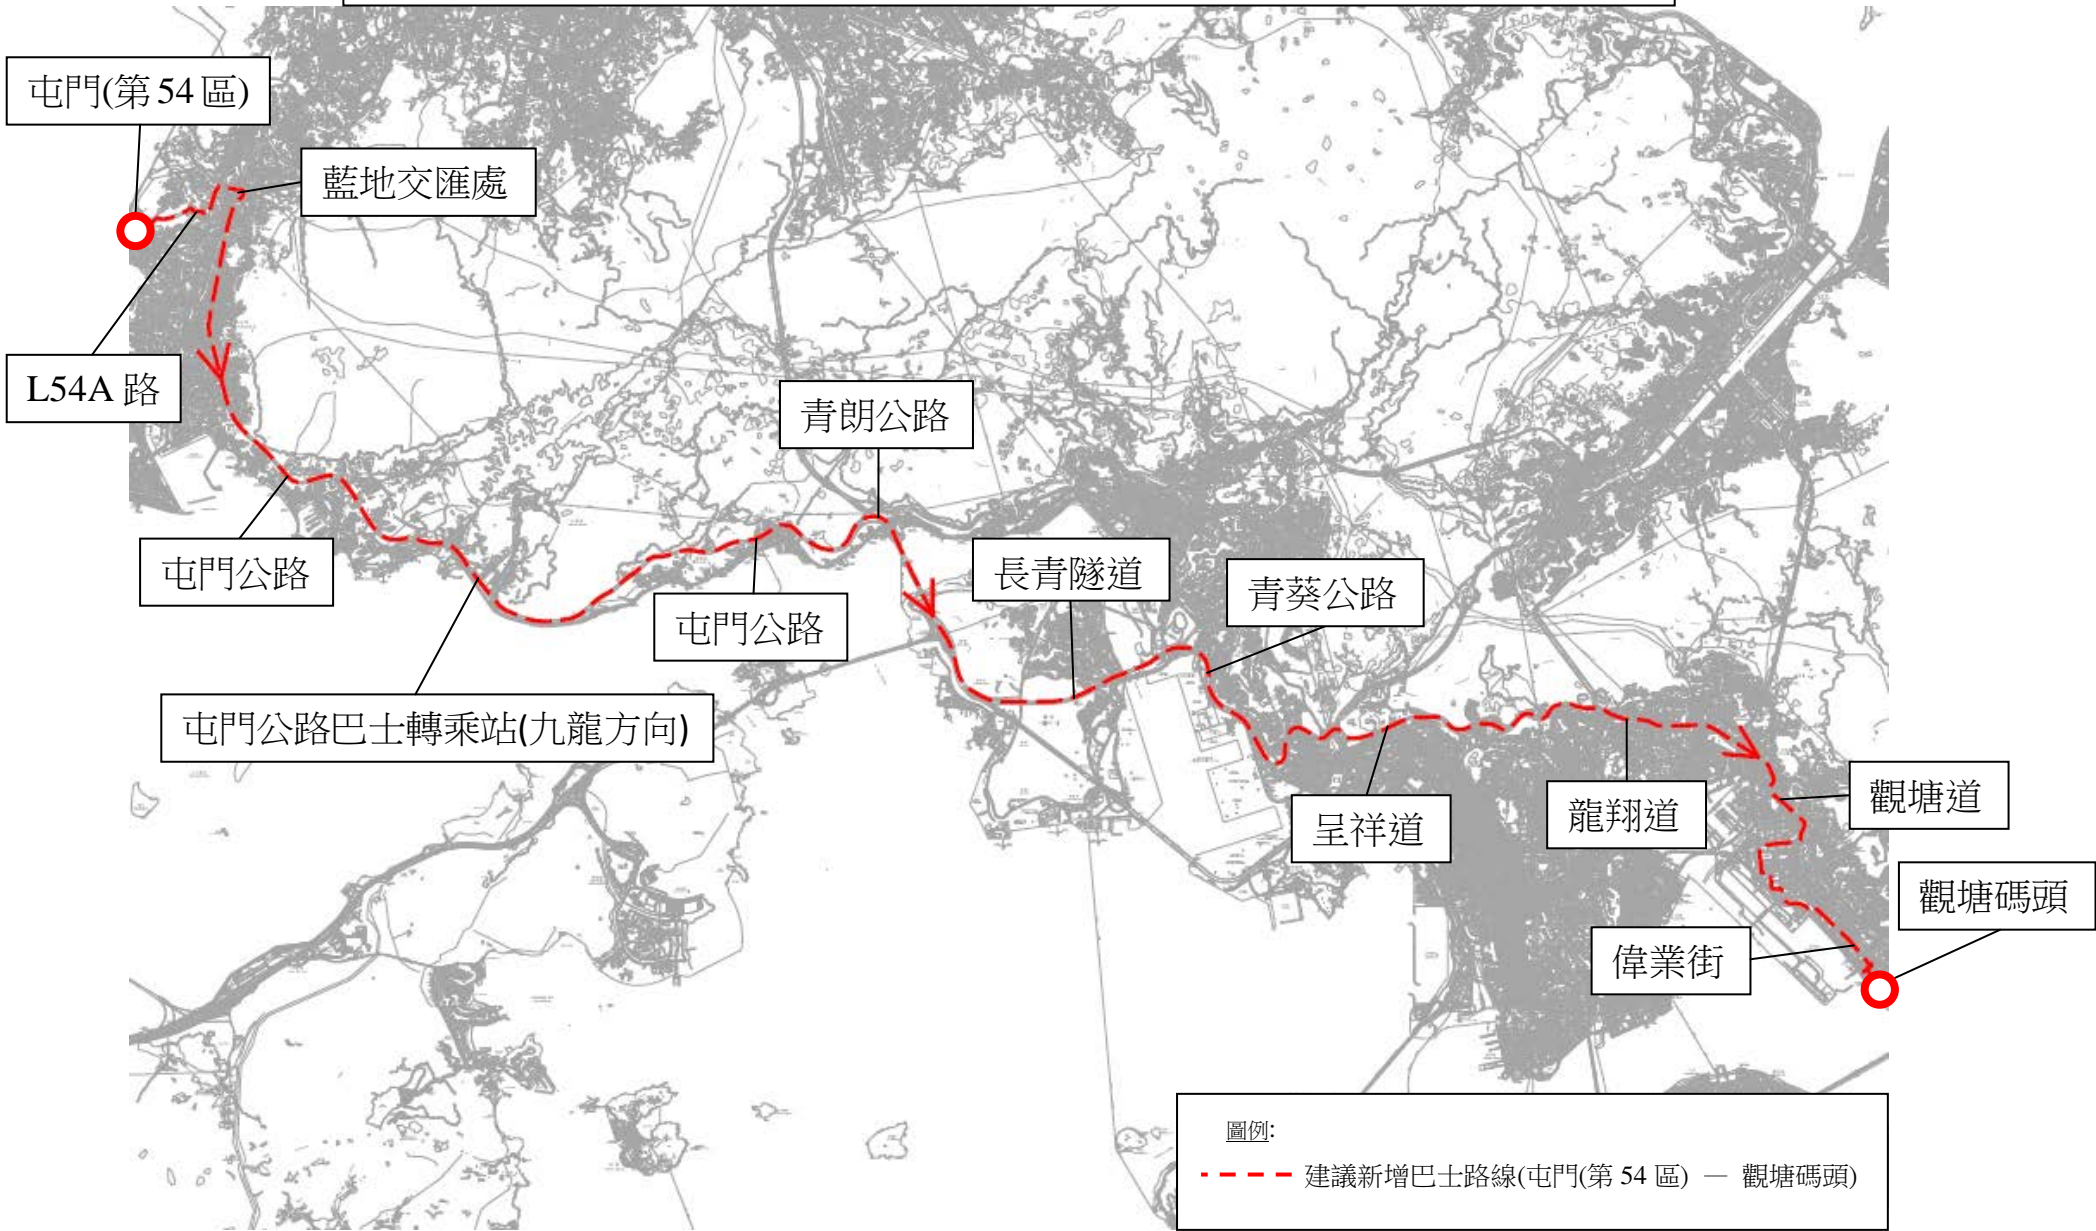 屯門(第 54 區)
藍地交匯處
L54A 路
青朗公路
屯門公路
長青隧道
青葵公路
屯門公路
屯門公路巴士轉乘站(九龍方向)
呈祥道
龍翔道
觀塘道
觀塘碼頭
偉業街
圖例:
建議新增巴士路線(屯門(第 54 區) — 觀塘碼頭)